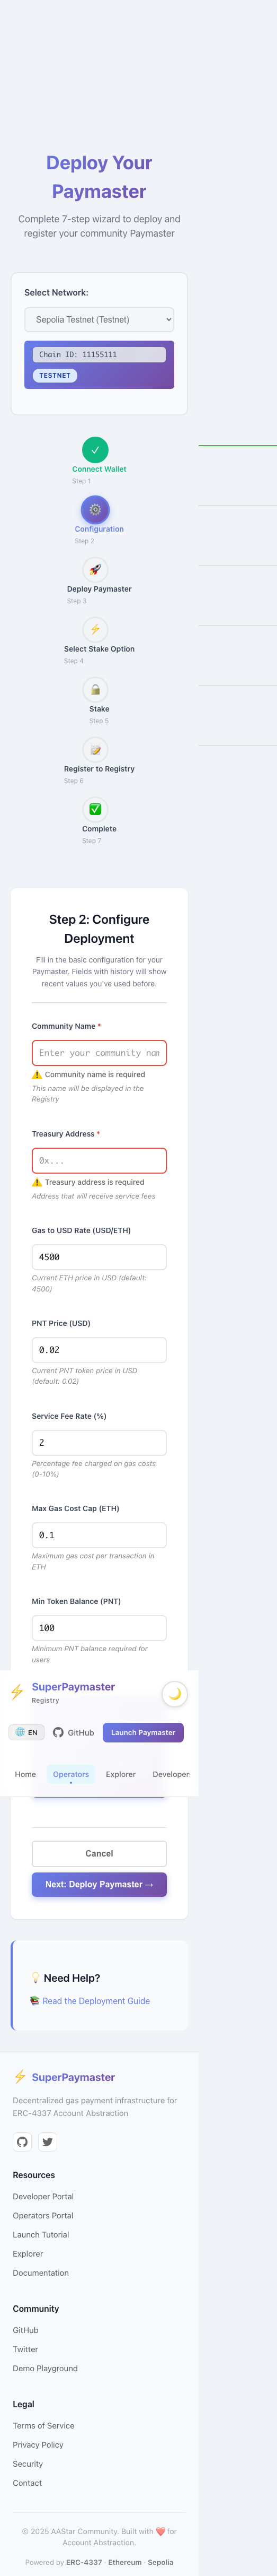 Deploy Your
Paymaster
Complete 7-step wizard to deploy and
register your community Paymaster
Select Network:
Sepolia Testnet (Testnet)
Chain ID: 11155111
TESTNET
Connect Wallet
Step 1
Configuration
Step 2
Deploy Paymaster
Step 3
Select Stake Option
Step 4
Stake
Step 5
Register to Registry
Step 6
Complete
Step 7
Step 2: Configure
Deployment
Fill in the basic configuration for your
Paymaster. Fields with history will show
recent values you've used before.
Community Name *
Enter your community nam
⚠️ Community name is required
This name will be displayed in the
Registry
Treasury Address *
0x...
⚠️ Treasury address is required
Address that will receive service fees
Gas to USD Rate (USD/ETH)
4500
Current ETH price in USD (default:
4500)
PNT Price (USD)
0.02
Current PNT token price in USD
(default: 0.02)
Service Fee Rate (%)
2
Percentage fee charged on gas costs
(0-10%)
Max Gas Cost Cap (ETH)
0.1
Maximum gas cost per transaction in
ETH
Min Token Balance (PNT)
100
Minimum PNT balance required for
users
⚡ SuperPaymaster
Registry
🌐 EN
GitHub
Launch Paymaster
Home
Operators
Explorer
Developers
Cancel
Next: Deploy Paymaster →
💡 Need Help?
📚 Read the Deployment Guide
⚡ SuperPaymaster
Decentralized gas payment infrastructure for
ERC-4337 Account Abstraction
Resources
Developer Portal
Operators Portal
Launch Tutorial
Explorer
Documentation
Community
GitHub
Twitter
Demo Playground
Legal
Terms of Service
Privacy Policy
Security
Contact
© 2025 AAStar Community. Built with ❤️ for
Account Abstraction.
Powered by ERC-4337 · Ethereum · Sepolia